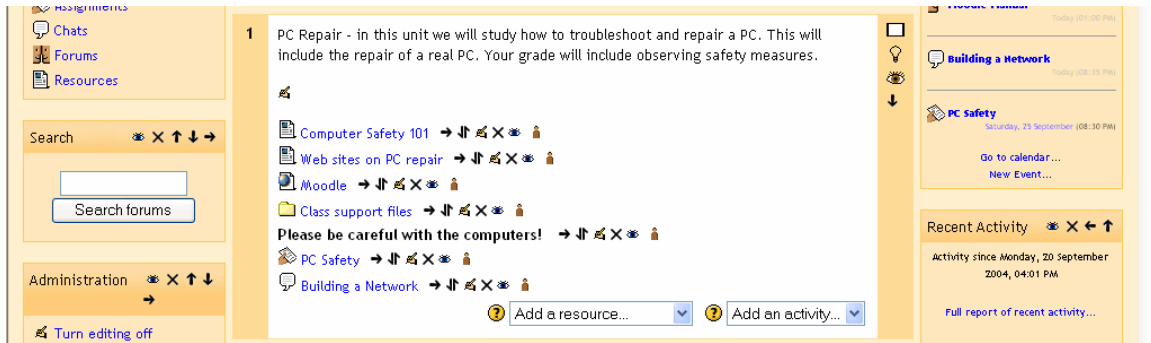 Assignments
Chats
Forums
Resources
Search
Search forums
Administration
Turn editing off
1 PC Repair - in this unit we will study how to troubleshoot and repair a PC. This will
include the repair of a real PC. Your grade will include observing safety measures.
Computer Safety 101
Web sites on PC repair
Moodle
Class support files
Please be careful with the computers!
PC Safety
Building a Network
? Add a resource... ? Add an activity...
Moodle Manual
Today (01:00 PM)
Building a Network
Today (08:35 PM)
PC Safety
Saturday, 25 September (08:30 PM)
Go to calendar...
New Event...
Recent Activity
Activity since Monday, 20 September
2004, 04:01 PM
Full report of recent activity...